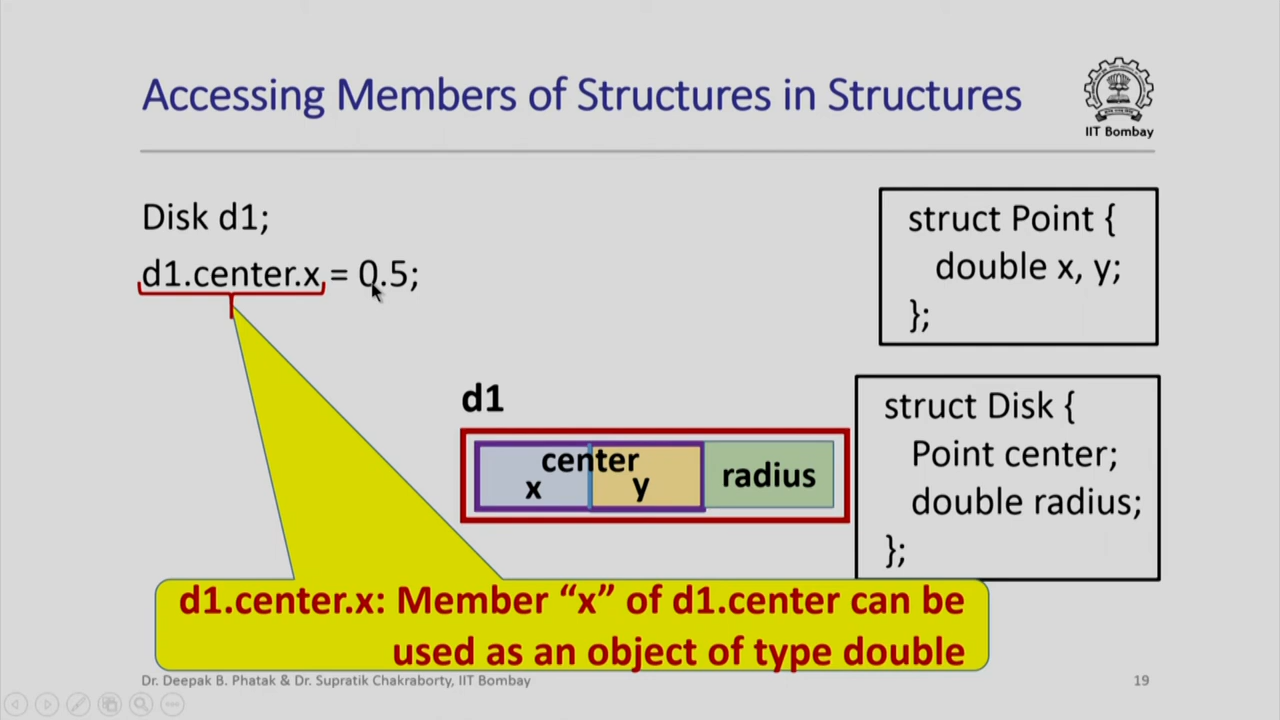 Accessing Members of Structures in Structures
IIT Bombay
Disk d1;
d1.center.x = 0.5;
struct Point {
double x, y;
};
d1
center
x
y
radius
struct Disk {
Point center;
double radius;
};
d1.center.x: Member “x” of d1.center can be
used as an object of type double
Dr. Deepak B. Phatak & Dr. Supratik Chakraborty, IIT Bombay
19